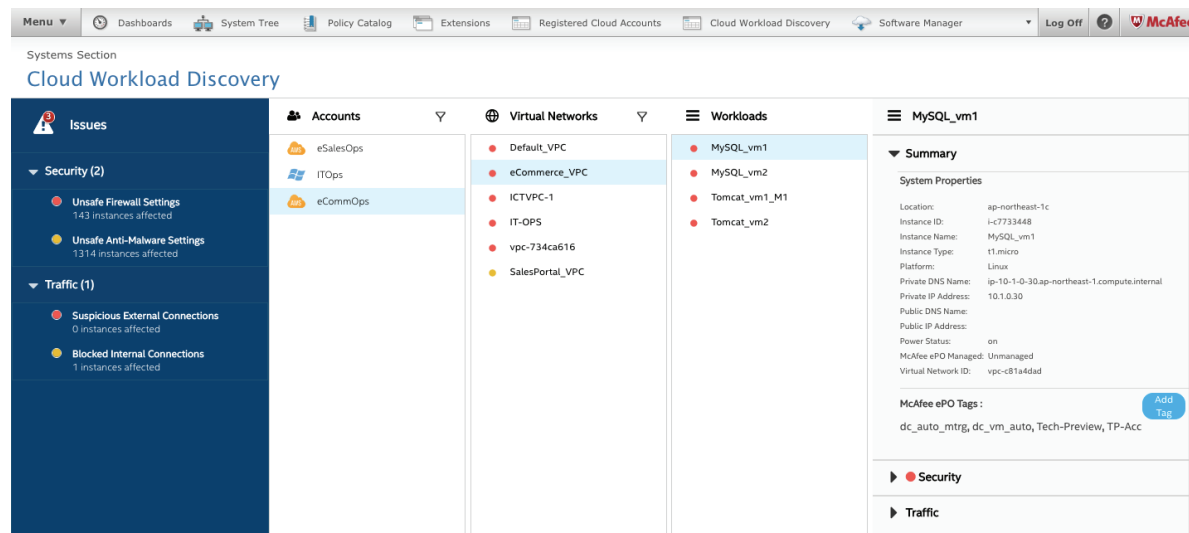 Menu ▼ Dashboards System Tree Policy Catalog Extensions Registered Cloud Accounts Cloud Workload Discovery Software Manager ▼ Log Off ? McAfee
Systems Section
Cloud Workload Discovery
3 Issues
Security (2)
Unsafe Firewall Settings
143 instances affected
Unsafe Anti-Malware Settings
1314 instances affected
Traffic (1)
Suspicious External Connections
0 instances affected
Blocked Internal Connections
1 instances affected
Accounts
AWS eSalesOps
ITOps
AWS eCommOps
Virtual Networks
Default_VPC
eCommerce_VPC
ICTVPC-1
IT-OPS
vpc-734ca616
SalesPortal_VPC
Workloads
MySQL_vm1
MySQL_vm2
Tomcat_vm1_M1
Tomcat_vm2
MySQL_vm1
Summary
System Properties
Location: ap-northeast-1c
Instance ID: i-c7733448
Instance Name: MySQL_vm1
Instance Type: t1.micro
Platform: Linux
Private DNS Name: ip-10-1-0-30.ap-northeast-1.compute.internal
Private IP Address: 10.1.0.30
Public DNS Name:
Public IP Address:
Power Status: on
McAfee ePO Managed: Unmanaged
Virtual Network ID: vpc-c81a4dad
McAfee ePO Tags :
Add
Tag
dc_auto_mtrg, dc_vm_auto, Tech-Preview, TP-Acc
Security
Traffic